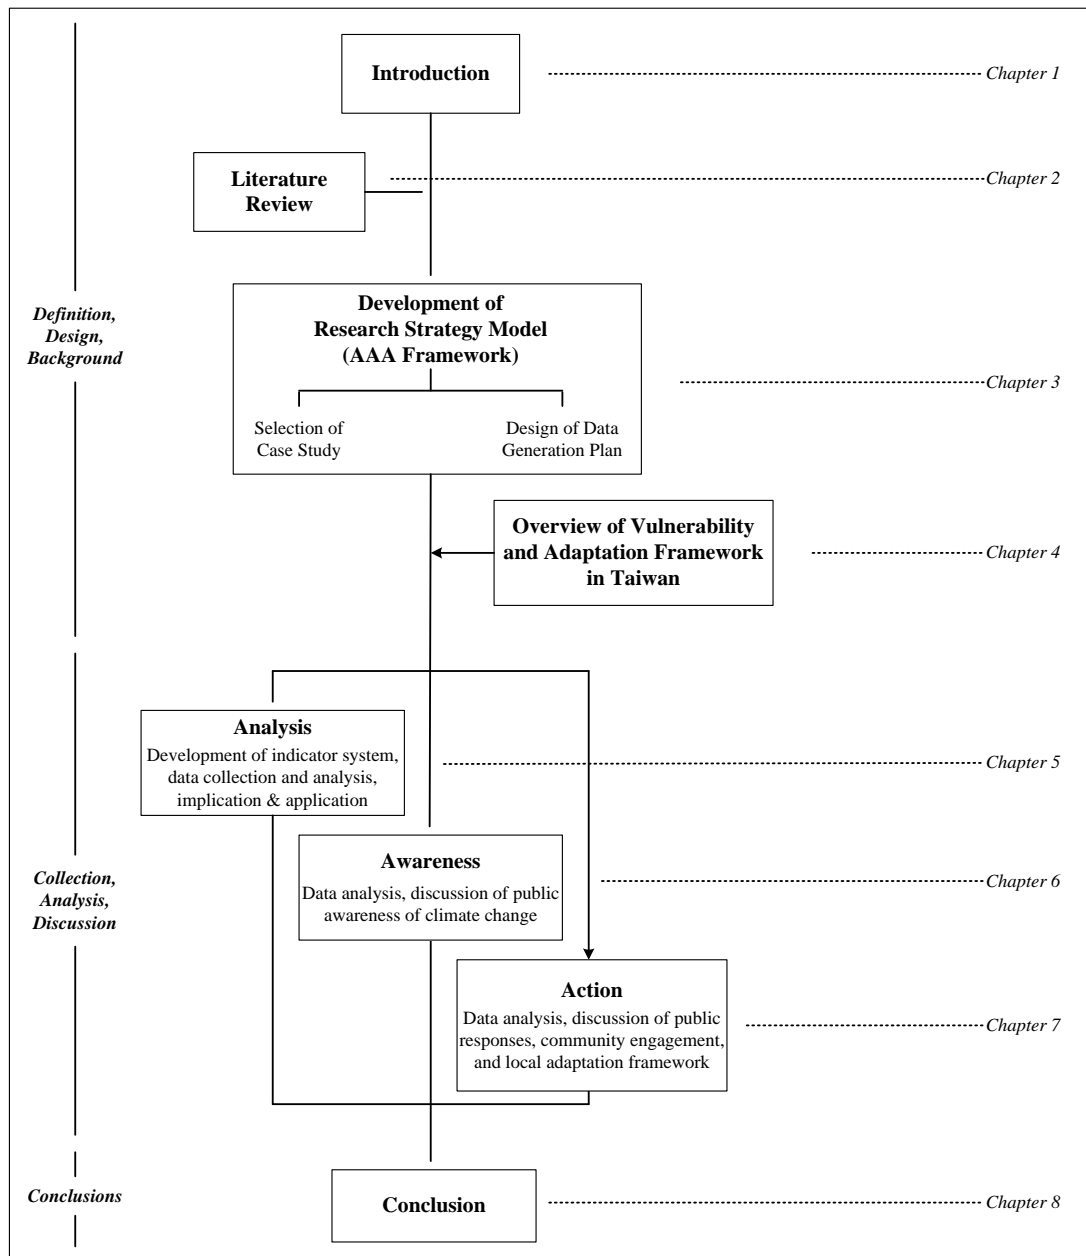 Introduction
Chapter 1
Literature
Review
Chapter 2
Definition,
Design,
Background
Development of
Research Strategy Model
(AAA Framework)
Selection of
Case Study
Design of Data
Generation Plan
Chapter 3
Overview of Vulnerability
and Adaptation Framework
in Taiwan
Chapter 4
Analysis
Development of indicator system,
data collection and analysis,
implication & application
Chapter 5
Collection,
Analysis,
Discussion
Awareness
Data analysis, discussion of public
awareness of climate change
Chapter 6
Action
Data analysis, discussion of public
responses, community engagement,
and local adaptation framework
Chapter 7
Conclusions
Conclusion
Chapter 8